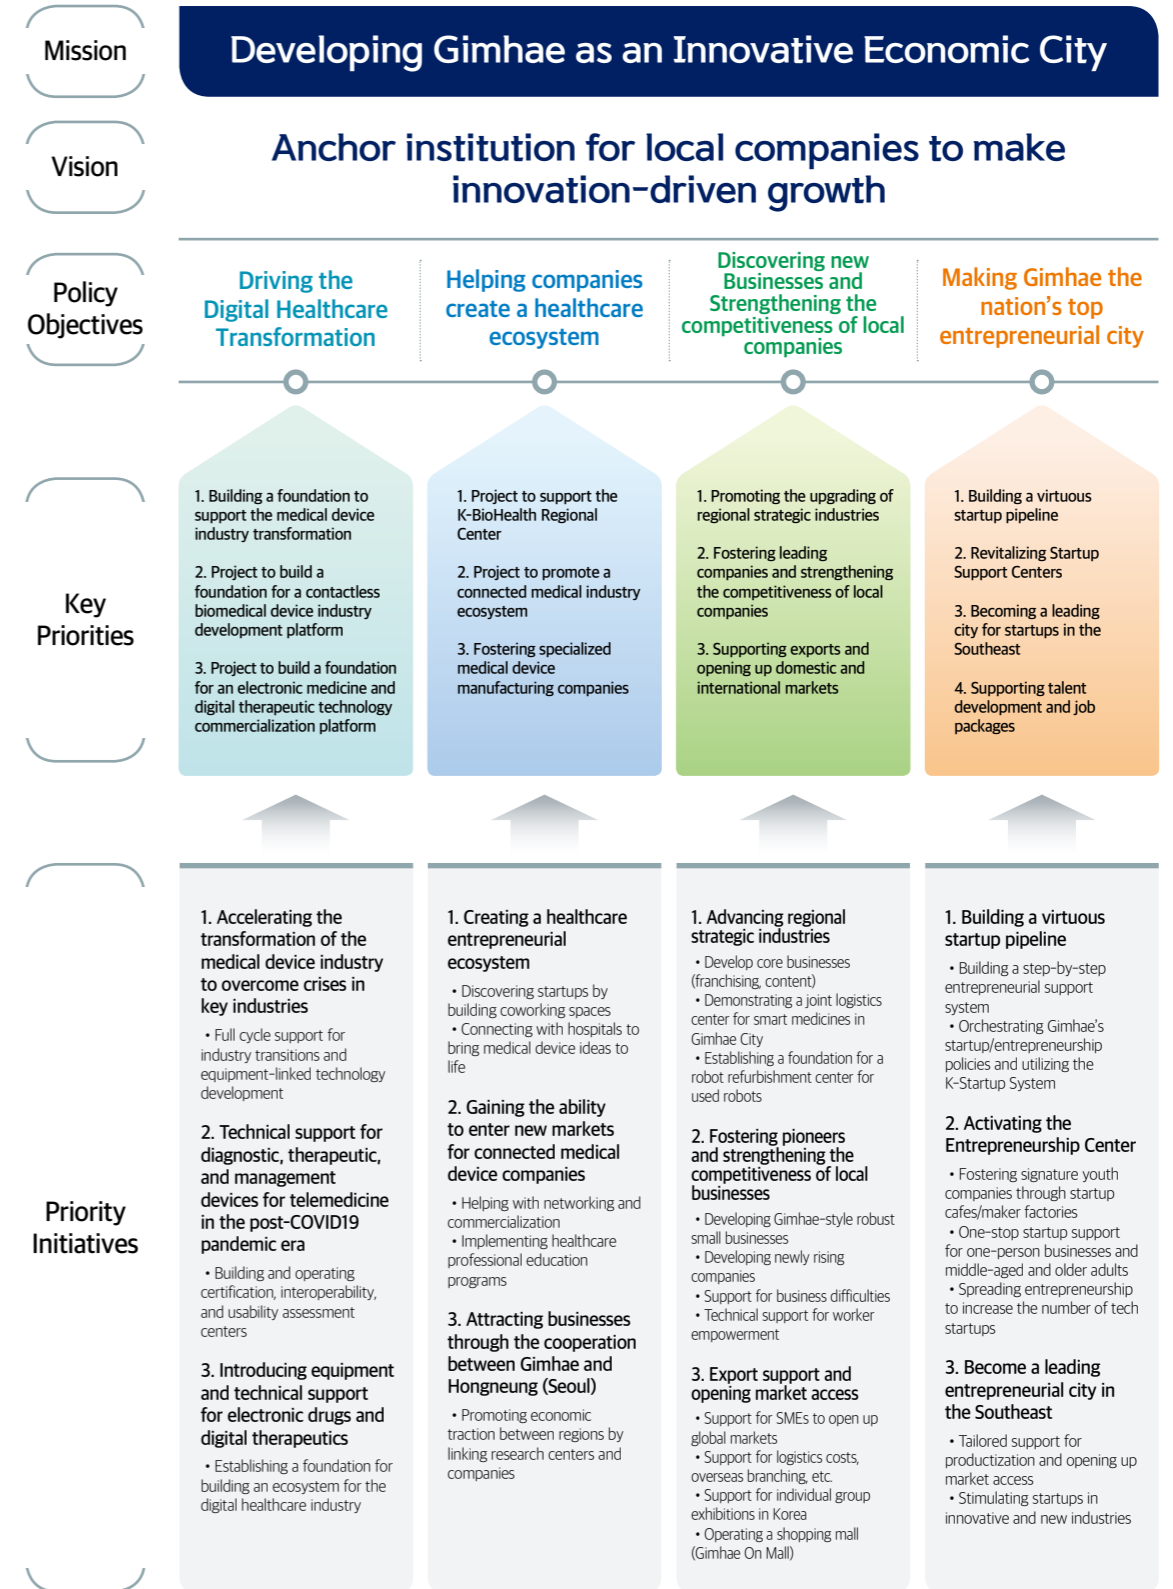 Mission
Developing Gimhae as an Innovative Economic City
Vision
Anchor institution for local companies to make
innovation-driven growth
Policy
Objectives
Driving the
Digital Healthcare
Transformation
Helping companies
create a healthcare
ecosystem
Discovering new
Businesses and
Strengthening the
competitiveness of local
companies
Making Gimhae the
nation's top
entrepreneurial city
Key
Priorities
1. Building a foundation to
support the medical device
industry transformation
2. Project to build a
foundation for a contactless
biomedical device industry
development platform
3. Project to build a foundation
for an electronic medicine and
digital therapeutic technology
commercialization platform
1. Project to support the
K-BioHealth Regional
Center
2. Project to promote a
connected medical industry
ecosystem
3. Fostering specialized
medical device
manufacturing companies
1. Promoting the upgrading of
regional strategic industries
2. Fostering leading
companies and strengthening
the competitiveness of local
companies
3. Supporting exports and
opening up domestic and
international markets
1. Building a virtuous
startup pipeline
2. Revitalizing Startup
Support Centers
3. Becoming a leading
city for startups in the
Southeast
4. Supporting talent
development and job
packages
Priority
Initiatives
1. Accelerating the
transformation of the
medical device industry
to overcome crises in
key industries
• Full cycle support for
industry transitions and
equipment-linked technology
development
2. Technical support for
diagnostic, therapeutic,
and management
devices for telemedicine
in the post-COVID19
pandemic era
• Building and operating
certification, interoperability,
and usability assessment
centers
3. Introducing equipment
and technical support
for electronic drugs and
digital therapeutics
• Establishing a foundation for
building an ecosystem for the
digital healthcare industry
1. Creating a healthcare
entrepreneurial
ecosystem
• Discovering startups by
building coworking spaces
• Connecting with hospitals to
bring medical device ideas to
life
2. Gaining the ability
to enter new markets
for connected medical
device companies
• Helping with networking and
commercialization
• Implementing healthcare
professional education
programs
3. Attracting businesses
through the cooperation
between Gimhae and
Hongneung (Seoul)
• Promoting economic
traction between regions by
linking research centers and
companies
1. Advancing regional
strategic industries
• Develop core businesses
(franchising, content)
• Demonstrating a joint logistics
center for smart medicines in
Gimhae City
• Establishing a foundation for a
robot refurbishment center for
used robots
2. Fostering pioneers
and strengthening the
competitiveness of local
businesses
• Developing Gimhae-style robust
small businesses
• Developing newly rising
companies
• Support for business difficulties
• Technical support for worker
empowerment
3. Export support and
opening market access
• Support for SMEs to open up
global markets
• Support for logistics costs,
overseas branching, etc.
• Support for individual group
exhibitions in Korea
• Operating a shopping mall
(Gimhae On Mall)
1. Building a virtuous
startup pipeline
• Building a step-by-step
entrepreneurial support
system
• Orchestrating Gimhae's
startup/entrepreneurship
policies and utilizing the
K-Startup System
2. Activating the
Entrepreneurship Center
• Fostering signature youth
companies through startup
cafes/maker factories
• One-stop startup support
for one-person businesses and
middle-aged and older adults
• Spreading entrepreneurship
to increase the number of tech
startups
3. Become a leading
entrepreneurial city in
the Southeast
• Tailored support for
productization and opening up
market access
• Stimulating startups in
innovative and new industries